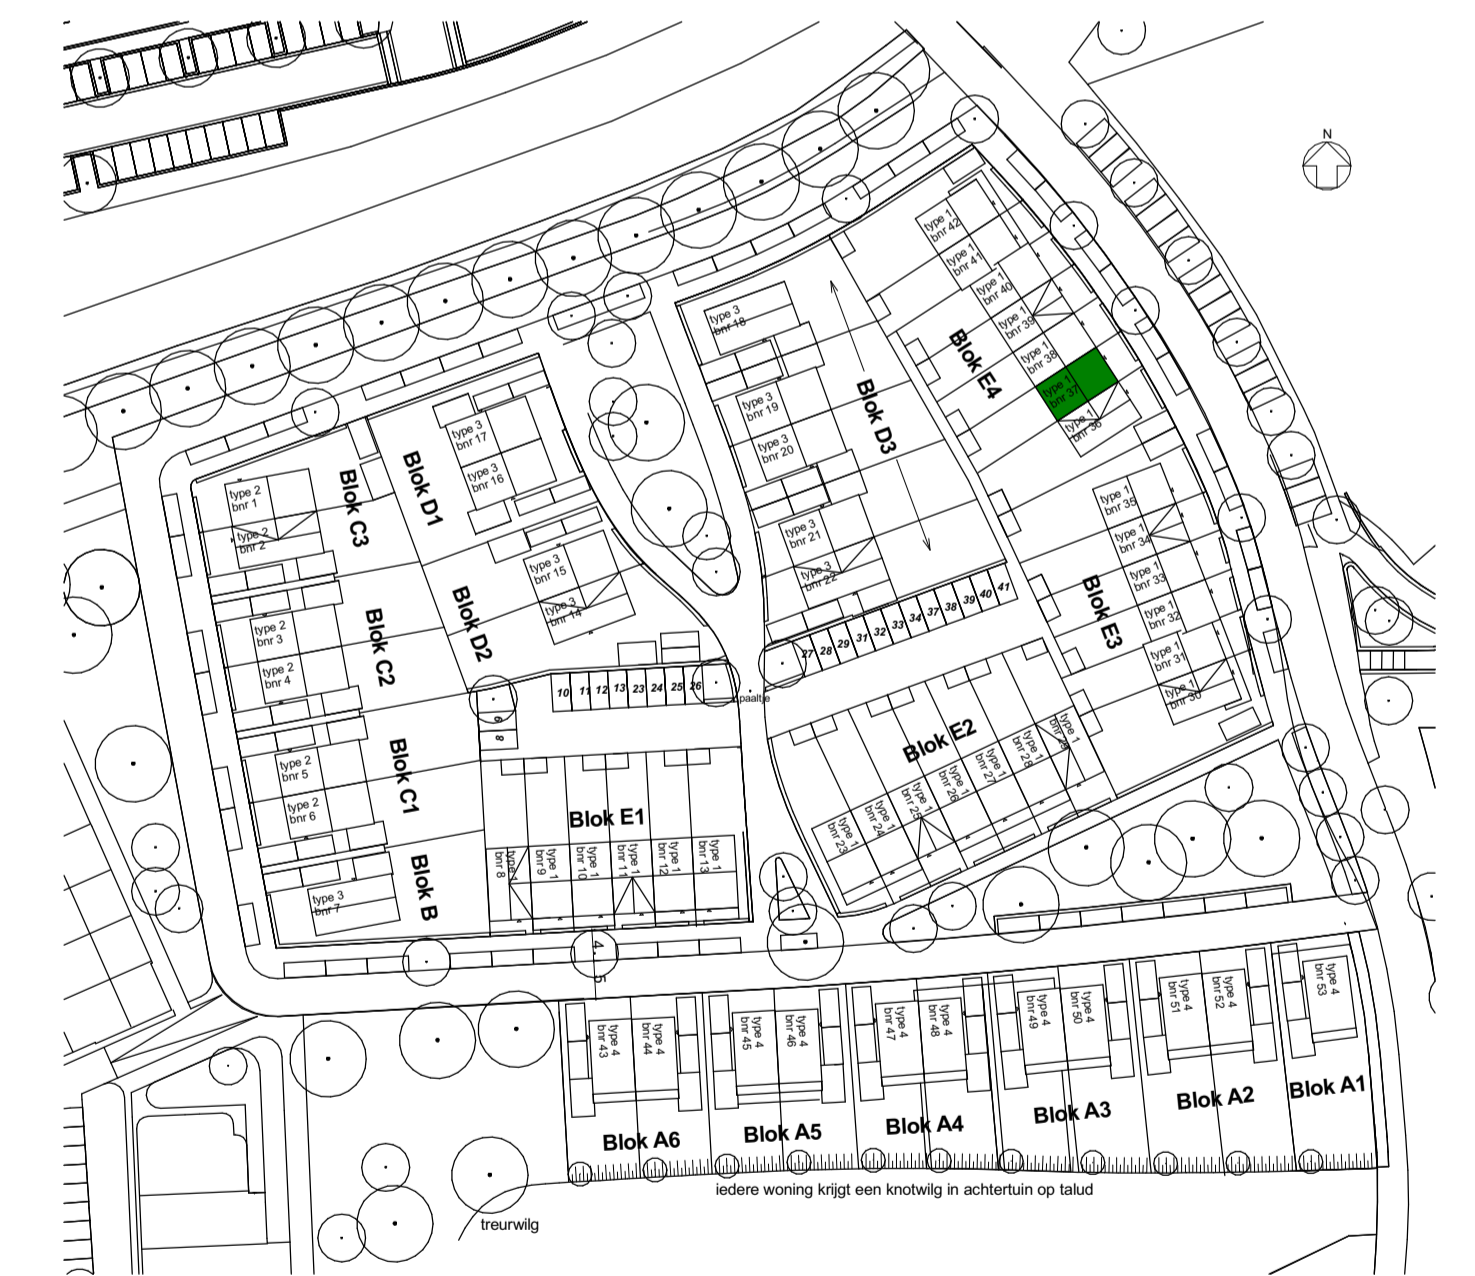 N
type 1
bnr 42
type 1
bnr 41
type 1
bnr 40
type 1
bnr 39
type 1
bnr 38
type 1
bnr 37
type 1
bnr 36
Blok E4
type 3
bnr 18
type 3
bnr 19
type 3
bnr 20
type 3
bnr 21
type 3
bnr 22
Blok D3
type 3
bnr 17
type 3
bnr 16
Blok D1
type 3
bnr 15
type 3
bnr 14
Blok D2
type 2
bnr 1
type 2
bnr 2
Blok C3
type 2
bnr 3
type 2
bnr 4
Blok C2
type 2
bnr 5
type 2
bnr 6
Blok C1
type 3
bnr 7
Blok B
type 1
bnr 35
type 1
bnr 34
type 1
bnr 33
type 1
bnr 32
type 1
bnr 31
type 1
bnr 30
Blok E3
27 28 29 31 32 33 34 37 38 39 40 41
10 11 12 13 23 24 25 26
paaltje
8
Blok E2
type 1
bnr 23
type 1
bnr 24
type 1
bnr 25
type 1
bnr 26
type 1
bnr 27
type 1
bnr 28
type 1
bnr 29
Blok E1
type 1
bnr 8
type 1
bnr 9
type 1
bnr 10
type 1
bnr 11
type 1
bnr 12
type 1
bnr 13
type 4
bnr 43
type 4
bnr 44
type 4
bnr 45
type 4
bnr 46
type 4
bnr 47
type 4
bnr 48
type 4
bnr 49
type 4
bnr 50
type 4
bnr 51
type 4
bnr 52
type 4
bnr 53
Blok A6
Blok A5
Blok A4
Blok A3
Blok A2
Blok A1
iedere woning krijgt een knotwilg in achtertuin op talud
treurwilg